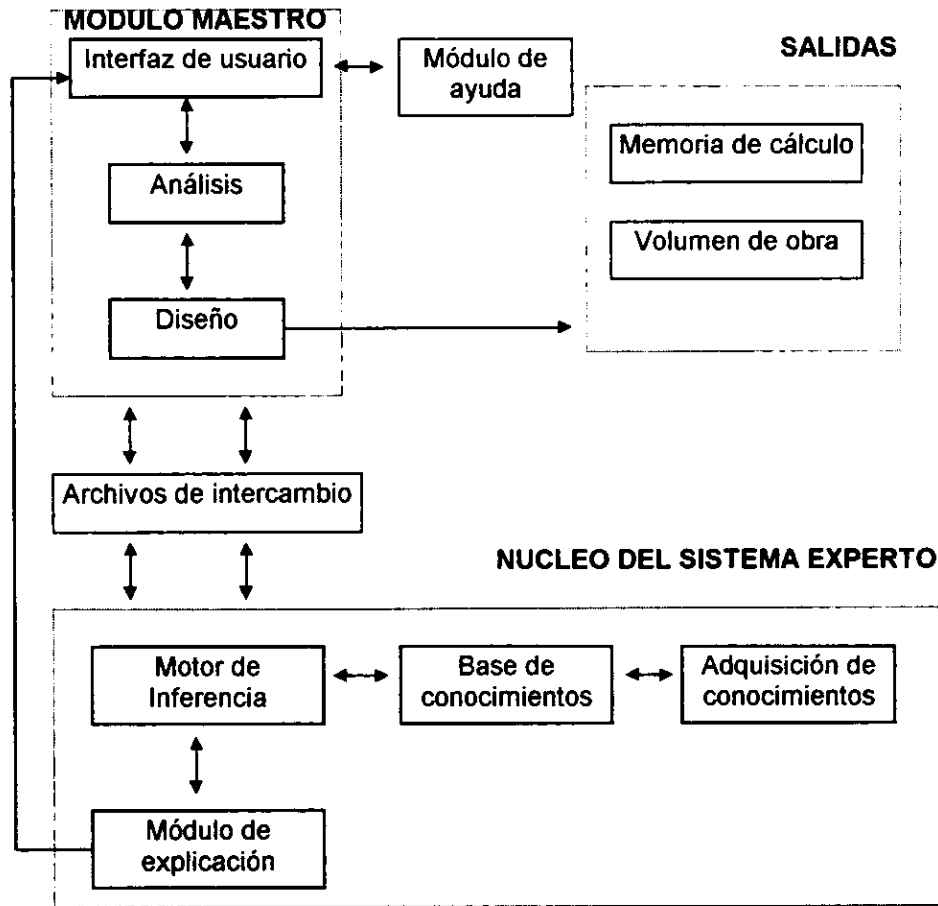 MODULO MAESTRO
Interfaz de usuario
Módulo de
ayuda
SALIDAS
Memoria de cálculo
Análisis
Volumen de obra
Diseño
Archivos de intercambio
NUCLEO DEL SISTEMA EXPERTO
Motor de
Inferencia
Base de
conocimientos
Adquisición de
conocimientos
Módulo de
explicación